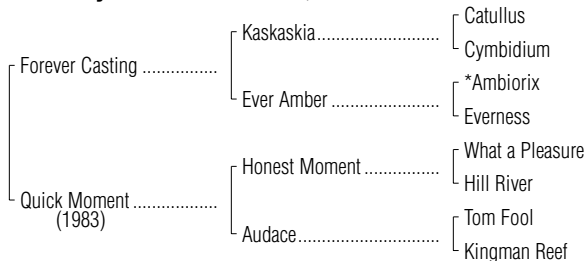 Catullus
Kaskaskia
Cymbidium
Forever Casting
*Ambiorix
Ever Amber
Everness
What a Pleasure
Honest Moment
Hill River
Quick Moment
(1983)
Tom Fool
Audace
Kingman Reef